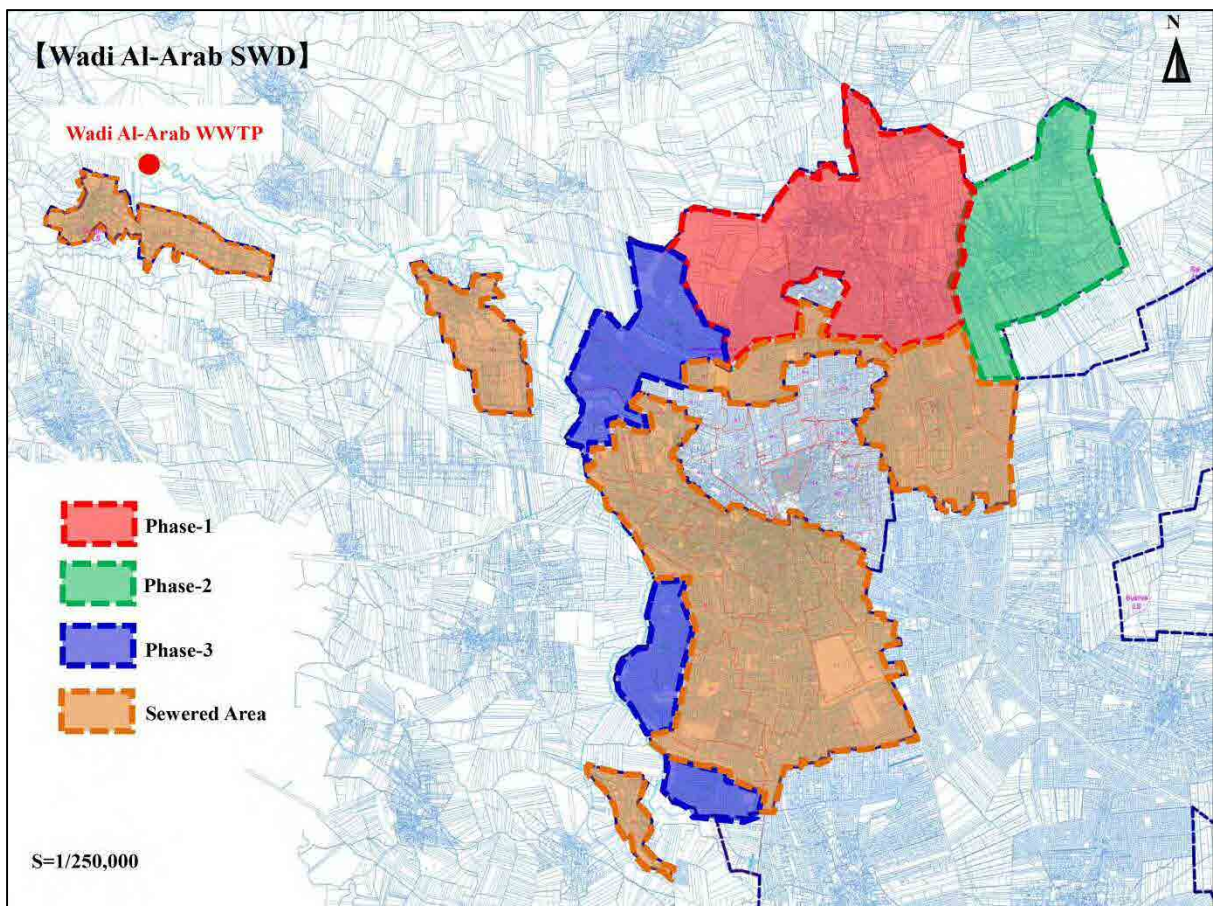 【Wadi Al-Arab SWD】
N
Wadi Al-Arab WWTP
Phase-1
Phase-2
Phase-3
Sewered Area
S=1/250,000